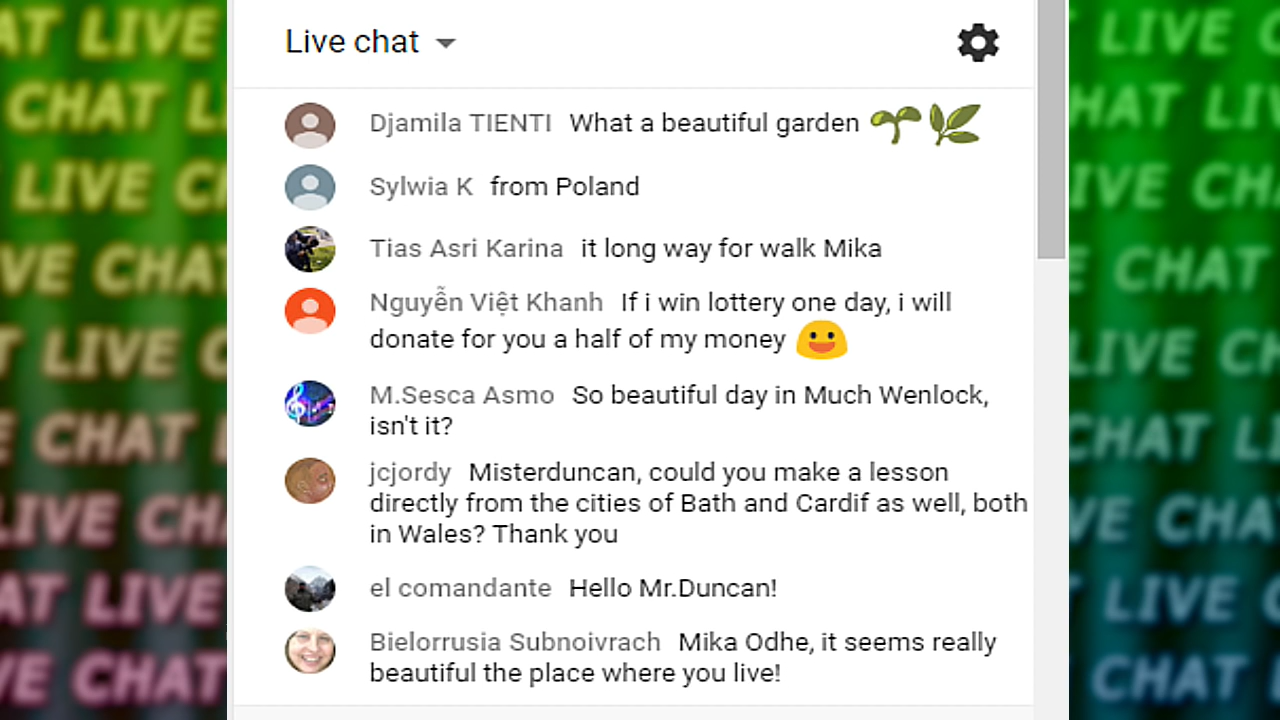 Live chat
Djamila TIENTI What a beautiful garden
Sylwia K from Poland
Tias Asri Karina it long way for walk Mika
Nguyễn Việt Khanh If i win lottery one day, i will
donate for you a half of my money
M.Sesca Asmo So beautiful day in Much Wenlock,
isn't it?
jcjordy Misterduncan, could you make a lesson
directly from the cities of Bath and Cardif as well, both
in Wales? Thank you
el comandante Hello Mr.Duncan!
Bielorrusia Subnoivrach Mika Odhe, it seems really
beautiful the place where you live!